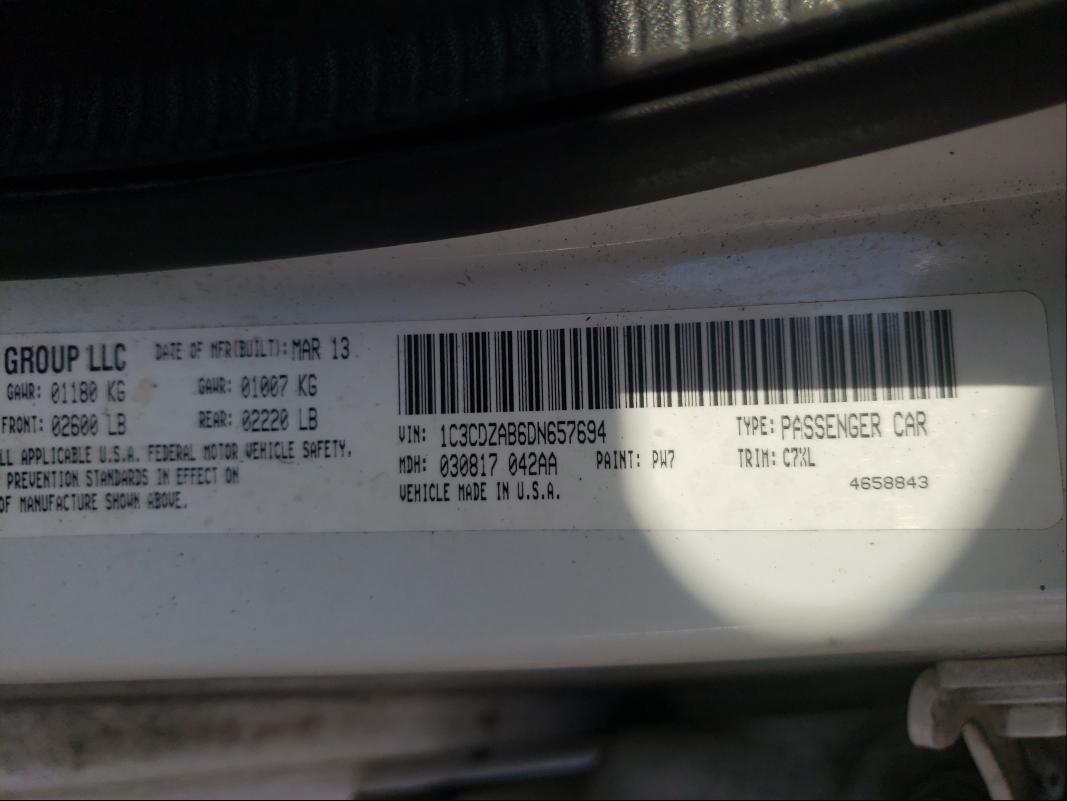 GROUP LLC DATE OF MFR(BUILT): MAR 13
GAWR: 01180 KG GAWR: 01007 KG
FRONT: 02600 LB REAR: 02220 LB
LL APPLICABLE U.S.A. FEDERAL MOTOR VEHICLE SAFETY,
PREVENTION STANDARDS IN EFFECT ON
OF MANUFACTURE SHOWN ABOVE.
VIN: 1C3CDZAB6DN657694 TYPE: PASSENGER CAR
MDH: 030817 042AA PAINT: PW7 TRIM: C7XL
VEHICLE MADE IN U.S.A. 4658843